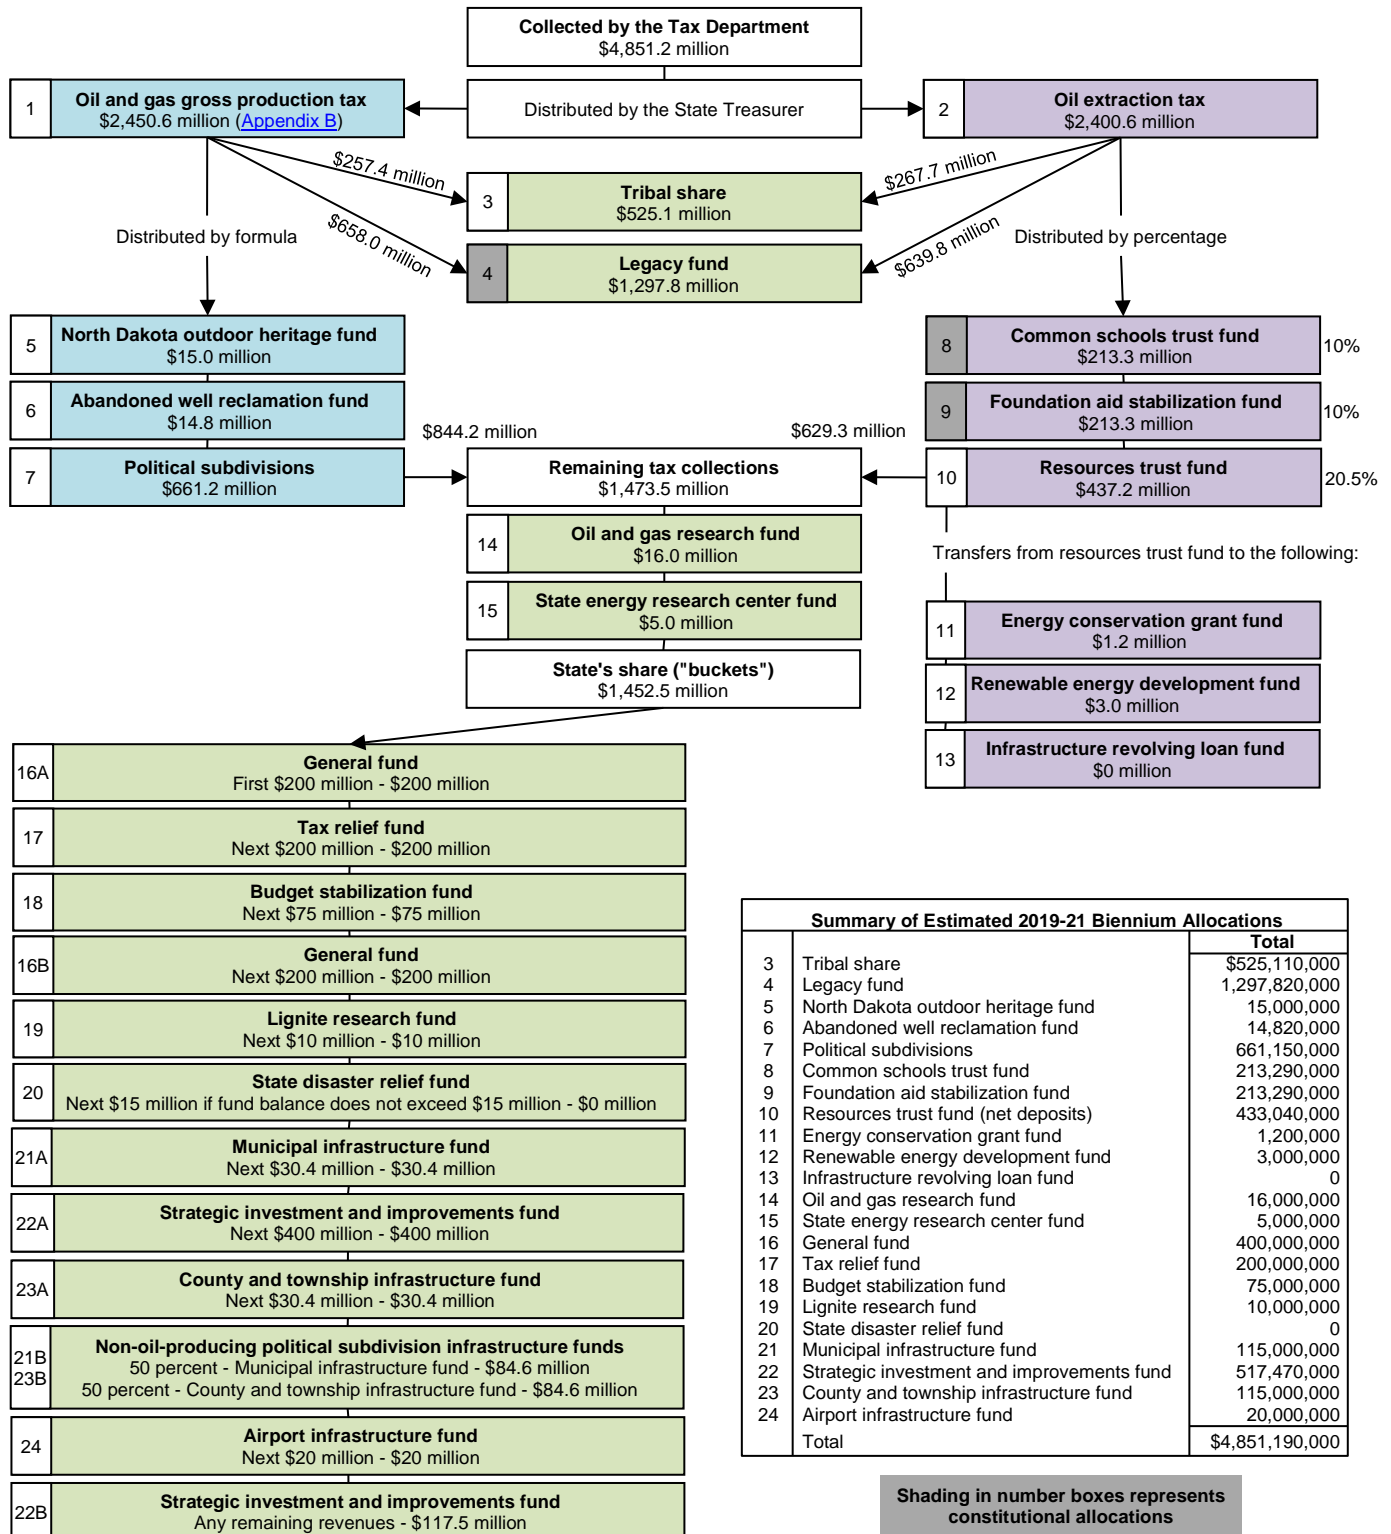 Collected by the Tax Department
$4,851.2 million
1
Oil and gas gross production tax
$2,450.6 million (Appendix B)
Distributed by the State Treasurer
2
Oil extraction tax
$2,400.6 million
$257.4 million
$267.7 million
3
Tribal share
$525.1 million
$658.0 million
$639.8 million
Distributed by formula
Distributed by percentage
4
Legacy fund
$1,297.8 million
5
North Dakota outdoor heritage fund
$15.0 million
8
Common schools trust fund
$213.3 million
10%
6
Abandoned well reclamation fund
$14.8 million
9
Foundation aid stabilization fund
$213.3 million
10%
$844.2 million
$629.3 million
7
Political subdivisions
$661.2 million
Remaining tax collections
$1,473.5 million
10
Resources trust fund
$437.2 million
20.5%
14
Oil and gas research fund
$16.0 million
Transfers from resources trust fund to the following:
15
State energy research center fund
$5.0 million
11
Energy conservation grant fund
$1.2 million
State's share ("buckets")
$1,452.5 million
12
Renewable energy development fund
$3.0 million
13
Infrastructure revolving loan fund
$0 million
16A
General fund
First $200 million - $200 million
17
Tax relief fund
Next $200 million - $200 million
18
Budget stabilization fund
Next $75 million - $75 million
16B
General fund
Next $200 million - $200 million
19
Lignite research fund
Next $10 million - $10 million
20
State disaster relief fund
Next $15 million if fund balance does not exceed $15 million - $0 million
21A
Municipal infrastructure fund
Next $30.4 million - $30.4 million
22A
Strategic investment and improvements fund
Next $400 million - $400 million
23A
County and township infrastructure fund
Next $30.4 million - $30.4 million
21B
23B
Non-oil-producing political subdivision infrastructure funds
50 percent - Municipal infrastructure fund - $84.6 million
50 percent - County and township infrastructure fund - $84.6 million
24
Airport infrastructure fund
Next $20 million - $20 million
22B
Strategic investment and improvements fund
Any remaining revenues - $117.5 million
Summary of Estimated 2019-21 Biennium Allocations
Total
3 Tribal share $525,110,000
4 Legacy fund 1,297,820,000
5 North Dakota outdoor heritage fund 15,000,000
6 Abandoned well reclamation fund 14,820,000
7 Political subdivisions 661,150,000
8 Common schools trust fund 213,290,000
9 Foundation aid stabilization fund 213,290,000
10 Resources trust fund (net deposits) 433,040,000
11 Energy conservation grant fund 1,200,000
12 Renewable energy development fund 3,000,000
13 Infrastructure revolving loan fund 0
14 Oil and gas research fund 16,000,000
15 State energy research center fund 5,000,000
16 General fund 400,000,000
17 Tax relief fund 200,000,000
18 Budget stabilization fund 75,000,000
19 Lignite research fund 10,000,000
20 State disaster relief fund 0
21 Municipal infrastructure fund 115,000,000
22 Strategic investment and improvements fund 517,470,000
23 County and township infrastructure fund 115,000,000
24 Airport infrastructure fund 20,000,000
Total $4,851,190,000
Shading in number boxes represents
constitutional allocations